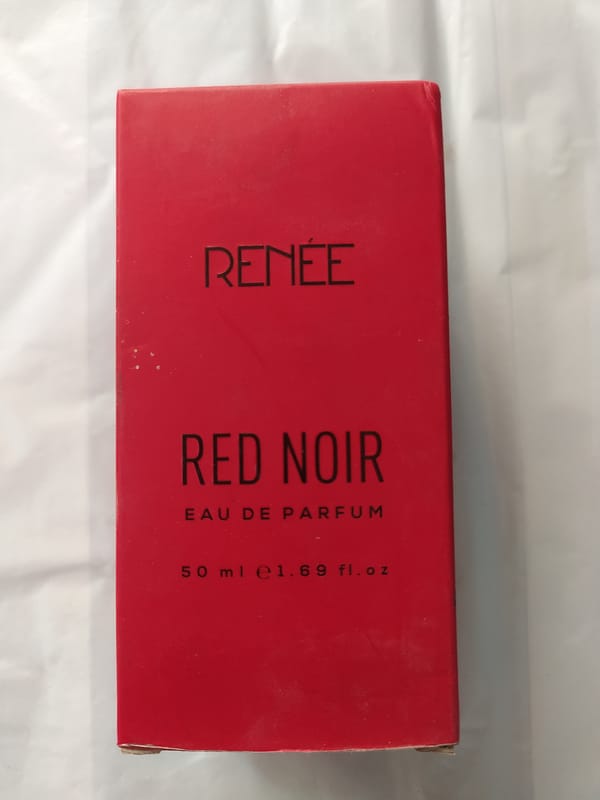 RENÉE
RED NOIR
EAU DE PARFUM
50 ml ℮1.69 fl.oz